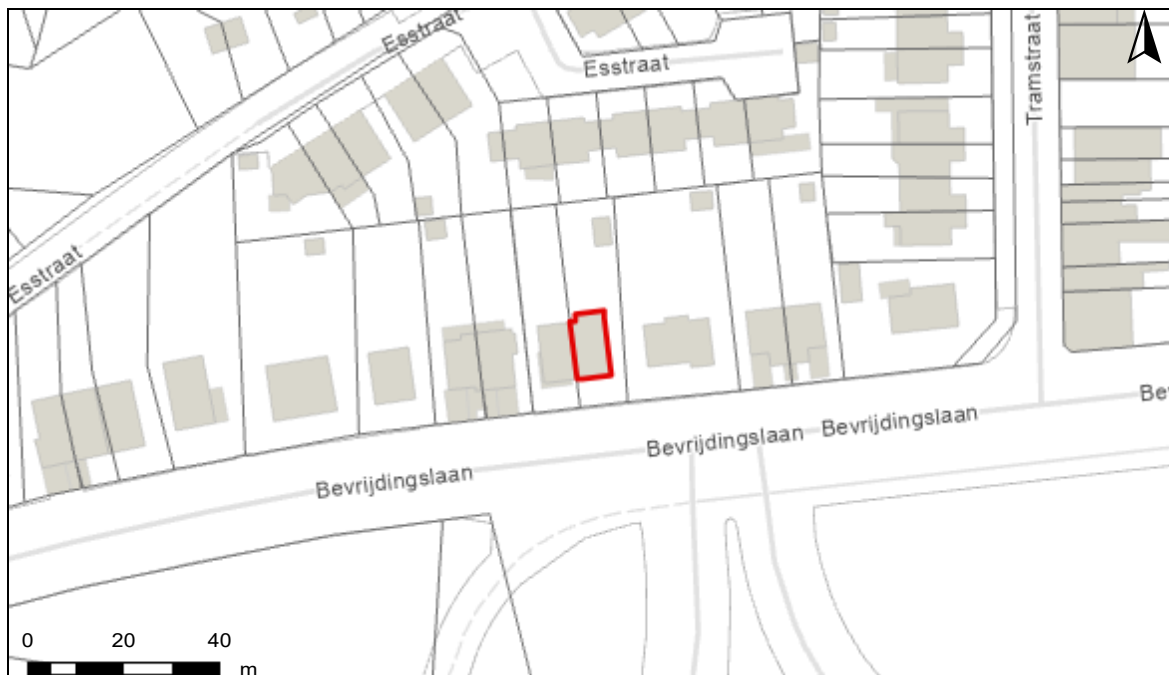 Esstraat
Esstraat
Tramstraat
Esstraat
Bevrijdingslaan
Bevrijdingslaan
Bevrijdingslaan
Be
0 20 40
m